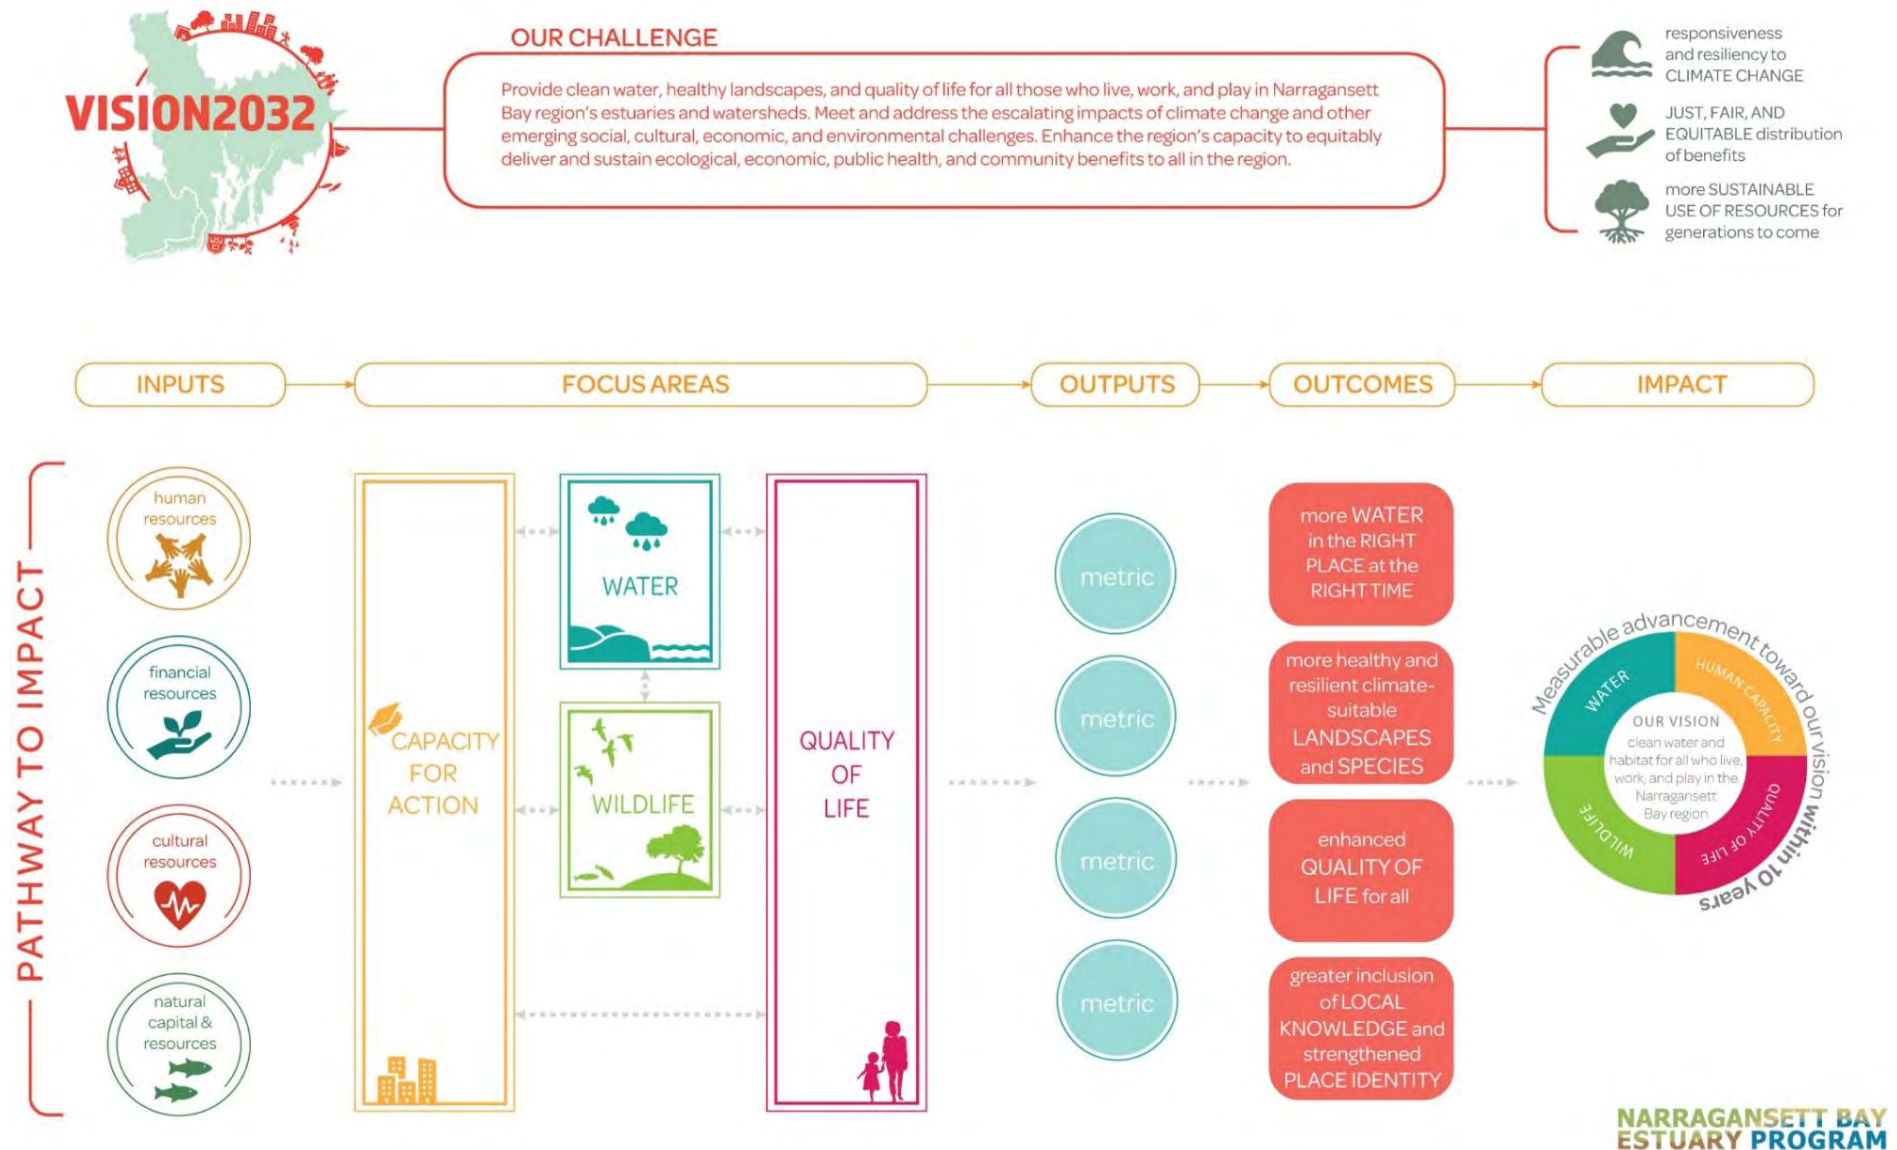 VISION2032
OUR CHALLENGE
Provide clean water, healthy landscapes, and quality of life for all those who live, work, and play in Narragansett
Bay region's estuaries and watersheds. Meet and address the escalating impacts of climate change and other
emerging social, cultural, economic, and environmental challenges. Enhance the region's capacity to equitably
deliver and sustain ecological, economic, public health, and community benefits to all in the region.
responsiveness
and resiliency to
CLIMATE CHANGE
JUST, FAIR, AND
EQUITABLE distribution
of benefits
more SUSTAINABLE
USE OF RESOURCES for
generations to come
INPUTS
FOCUS AREAS
OUTPUTS
OUTCOMES
IMPACT
PATHWAY TO IMPACT
human
resources
financial
resources
cultural
resources
natural
capital &
resources
CAPACITY
FOR
ACTION
WATER
WILDLIFE
QUALITY
OF
LIFE
metric
metric
metric
metric
more WATER
in the RIGHT
PLACE at the
RIGHT TIME
more healthy and
resilient climate-
suitable
LANDSCAPES
and SPECIES
enhanced
QUALITY OF
LIFE for all
greater inclusion
of LOCAL
KNOWLEDGE and
strengthened
PLACE IDENTITY
Measurable advancement toward our vision within 10 years
WATER
HUMAN CAPACITY
WILDLIFE
QUALITY OF LIFE
OUR VISION
clean water and
habitat for all who live,
work, and play in the
Narragansett
Bay region
NARRAGANSETT BAY
ESTUARY PROGRAM